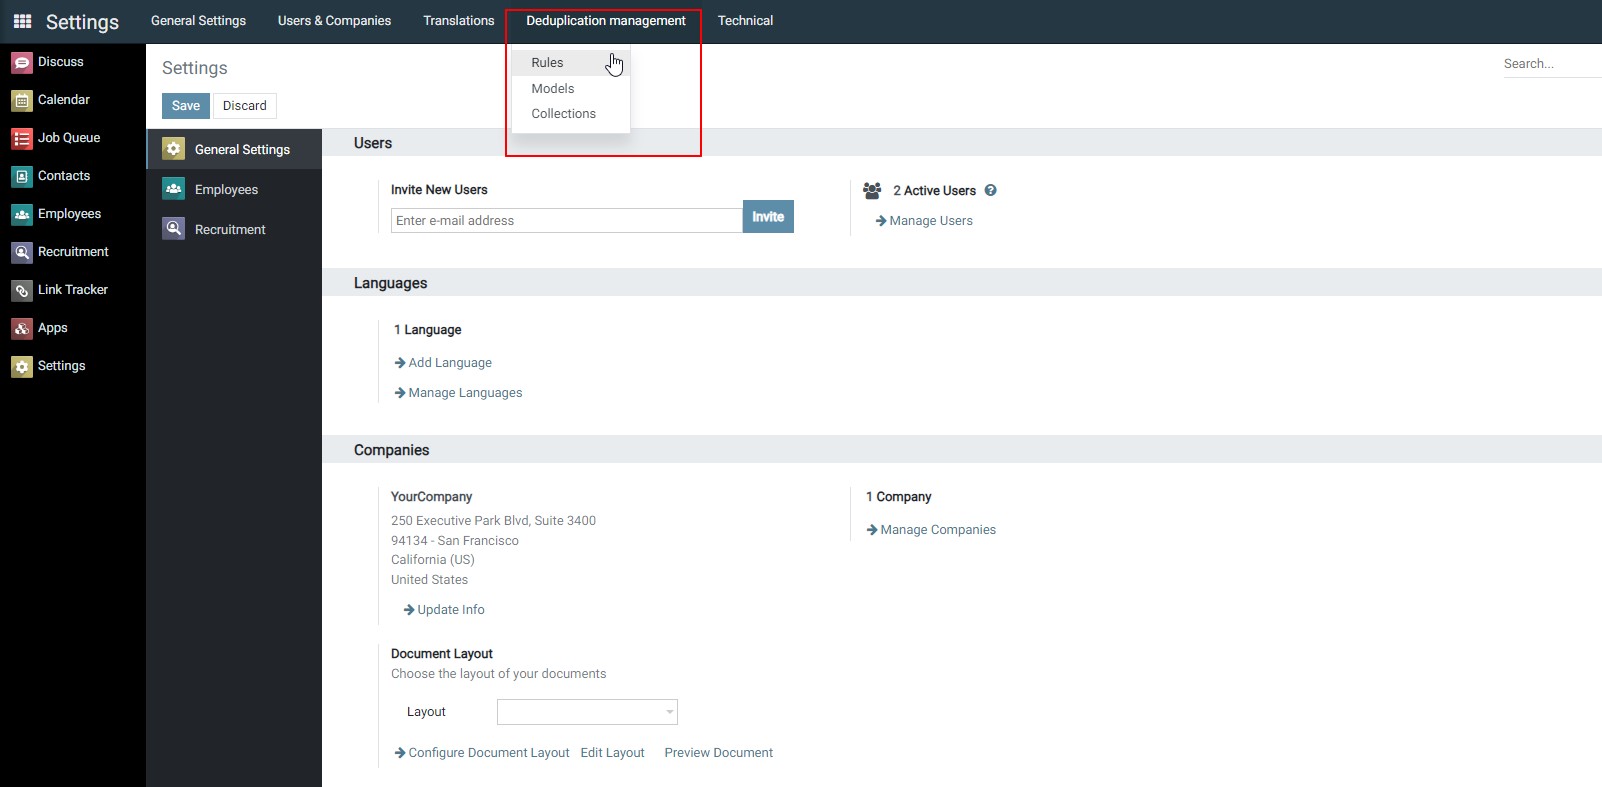 Settings General Settings Users & Companies Translations Deduplication management Technical
Discuss
Calendar
Job Queue
Contacts
Employees
Recruitment
Link Tracker
Apps
Settings
Settings
Search...
Save Discard
Rules
Models
Collections
General Settings
Employees
Recruitment
Users
Invite New Users
Enter e-mail address Invite
2 Active Users ?
Manage Users
Languages
1 Language
Add Language
Manage Languages
Companies
YourCompany
250 Executive Park Blvd, Suite 3400
94134 - San Francisco
California (US)
United States
Update Info
1 Company
Manage Companies
Document Layout
Choose the layout of your documents
Layout
Configure Document Layout Edit Layout Preview Document